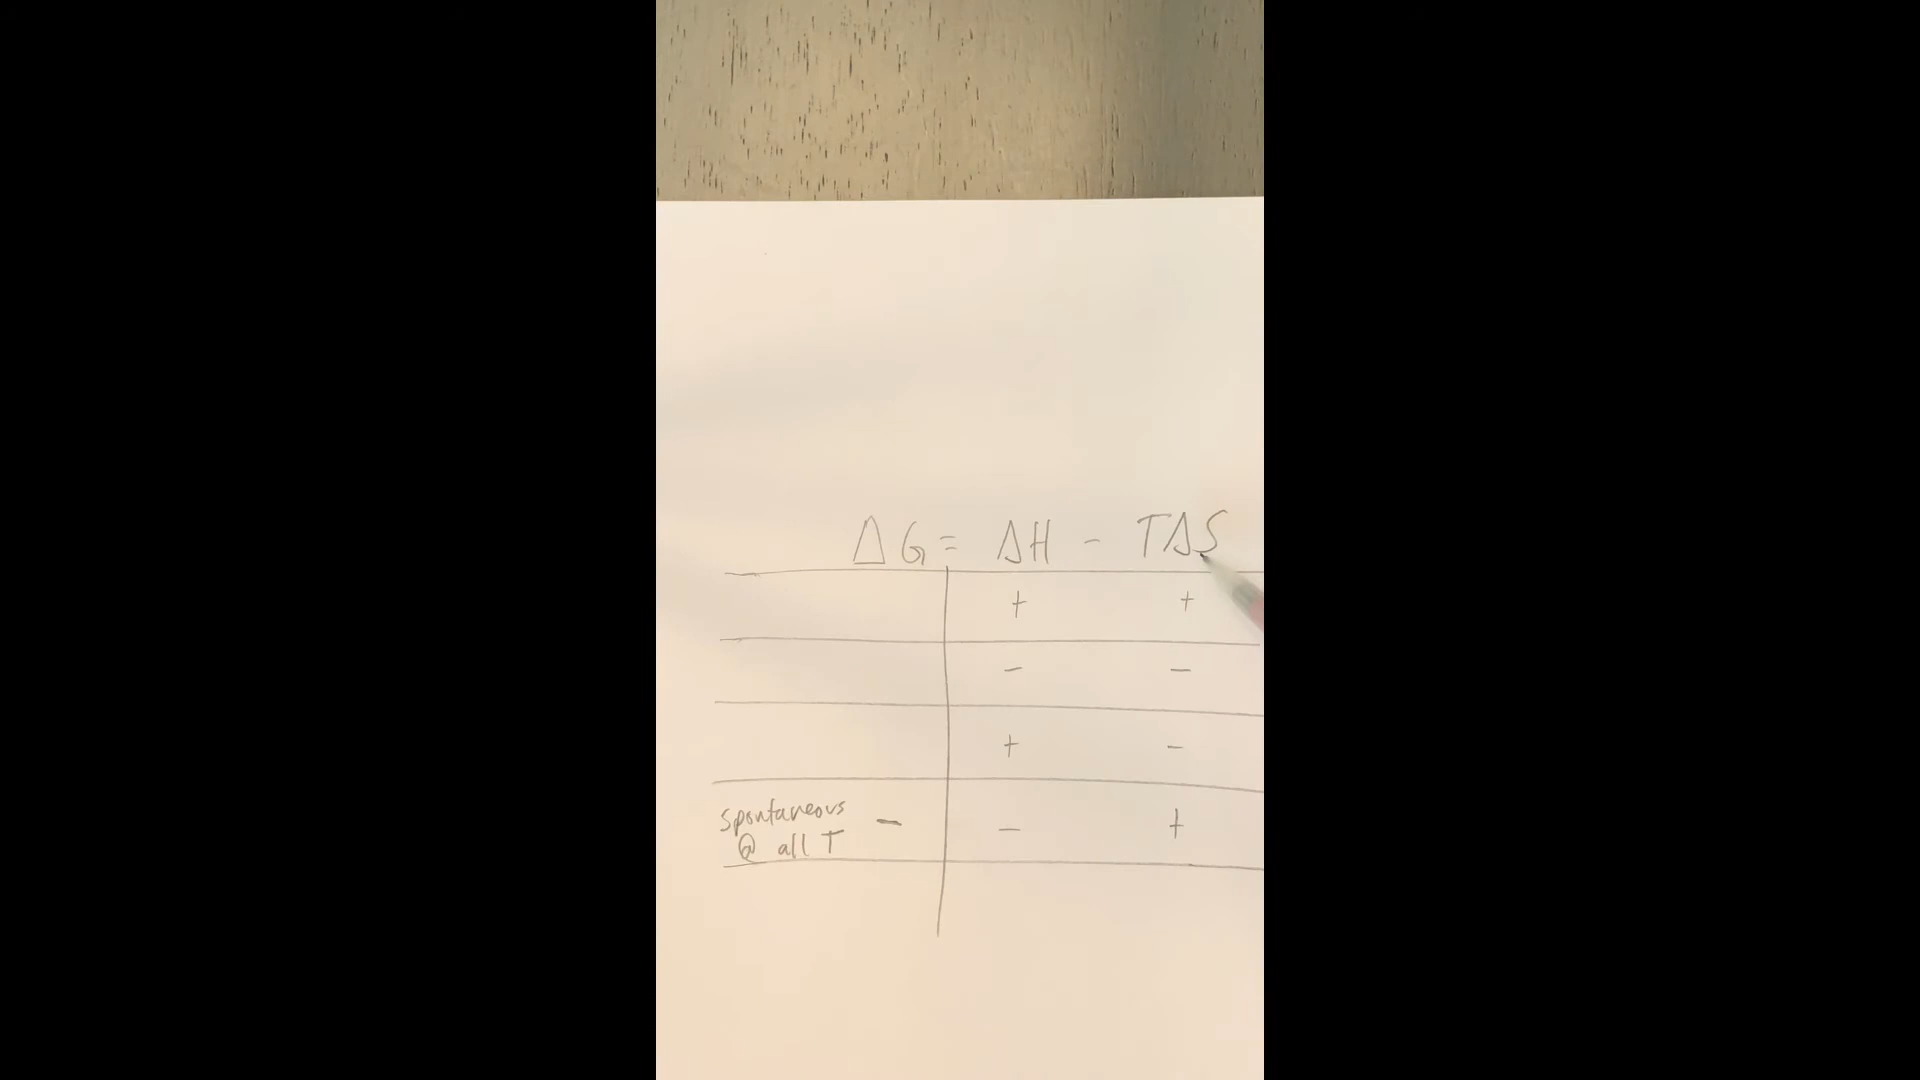 ΔG = ΔH - TΔS
+ +
- -
+ -
spontaneous - - +
@ all T